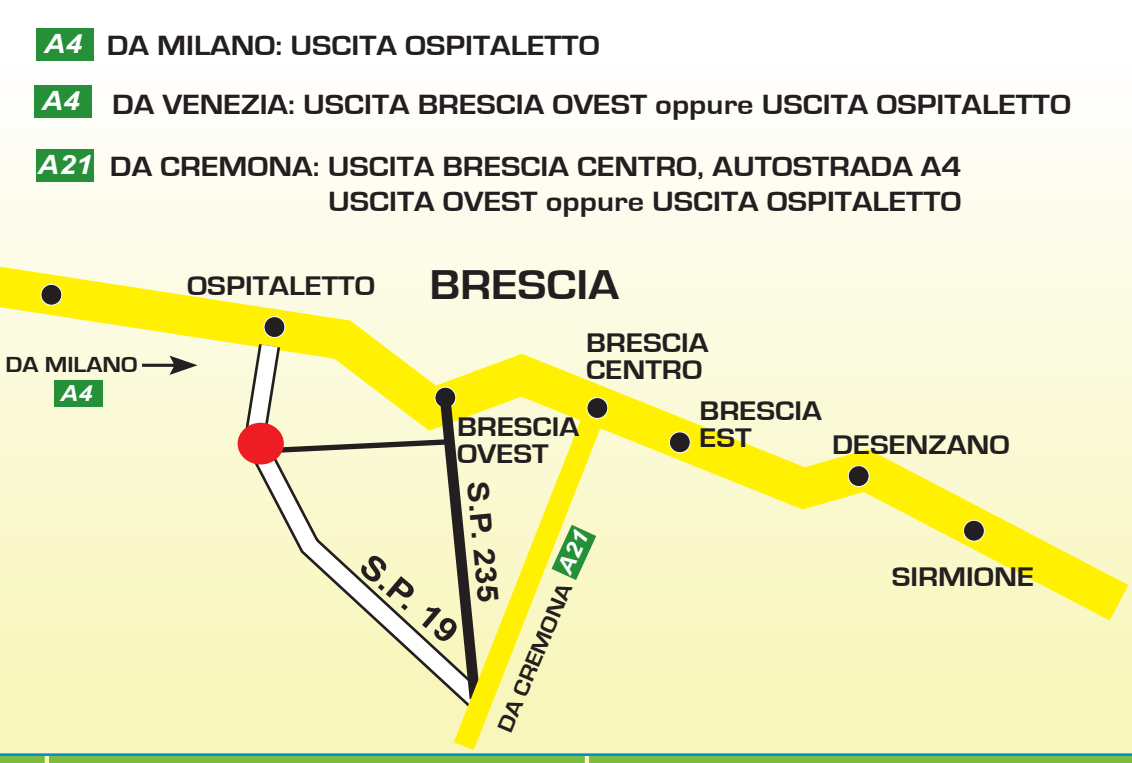 A4 DA MILANO: USCITA OSPITALETTO
A4 DA VENEZIA: USCITA BRESCIA OVEST oppure USCITA OSPITALETTO
A21 DA CREMONA: USCITA BRESCIA CENTRO, AUTOSTRADA A4
USCITA OVEST oppure USCITA OSPITALETTO
OSPITALETTO
BRESCIA
DA MILANO
A4
BRESCIA
CENTRO
BRESCIA
OVEST
BRESCIA
EST
DESENZANO
SIRMIONE
S.P. 235
S.P. 19
DA CREMONA A21